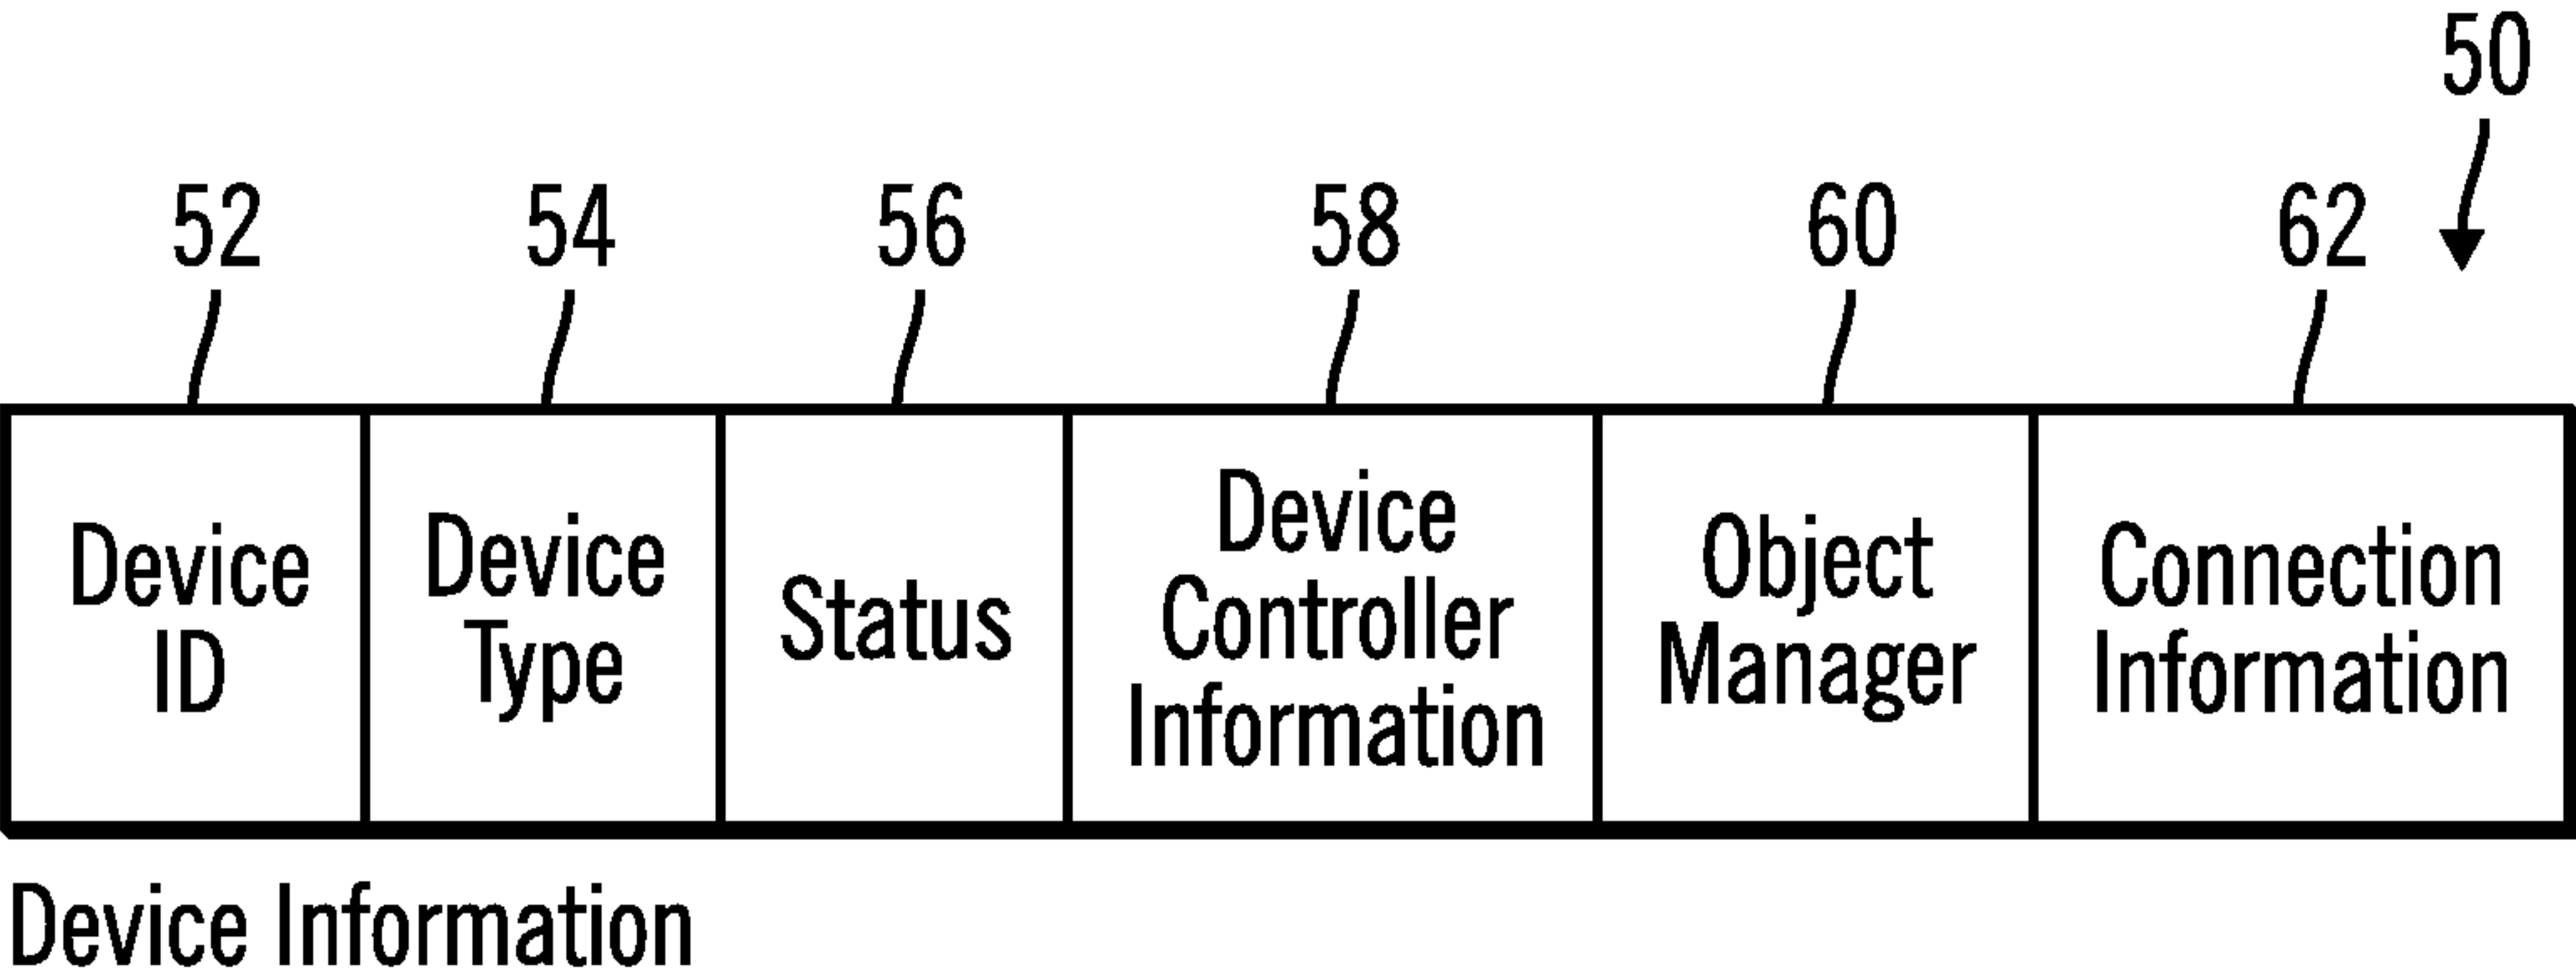 50
52 54 56 58 60 62
Device
ID
Device
Type
Status
Device
Controller
Information
Object
Manager
Connection
Information
Device Information